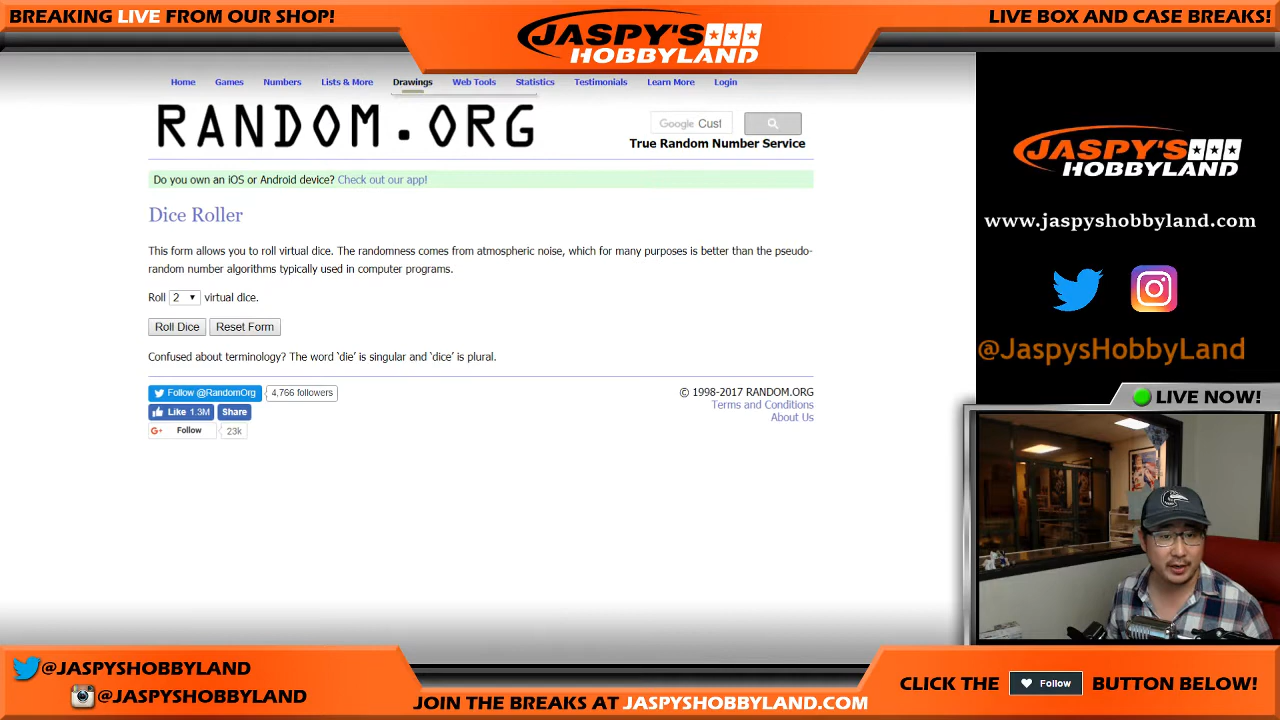 BREAKING LIVE FROM OUR SHOP!
JASPY'S
HOBBYLAND
LIVE BOX AND CASE BREAKS!
Home Games Numbers Lists & More Drawings Web Tools Statistics Testimonials Learn More Login
RANDOM.ORG
Google Cust
True Random Number Service
Do you own an iOS or Android device? Check out our app!
Dice Roller
This form allows you to roll virtual dice. The randomness comes from atmospheric noise, which for many purposes is better than the pseudo-
random number algorithms typically used in computer programs.
Roll 2 virtual dice.
Roll Dice Reset Form
Confused about terminology? The word ‘die’ is singular and ‘dice’ is plural.
Follow @RandomOrg 4,766 followers
Like 1.3M Share
G+ Follow 23k
© 1998-2017 RANDOM.ORG
Terms and Conditions
About Us
JASPY'S
HOBBYLAND
www.jaspyshobbyland.com
@JaspysHobbyLand
LIVE NOW!
@JASPYSHOBBYLAND
@JASPYSHOBBYLAND
JOIN THE BREAKS AT JASPYSHOBBYLAND.COM
CLICK THE Follow BUTTON BELOW!